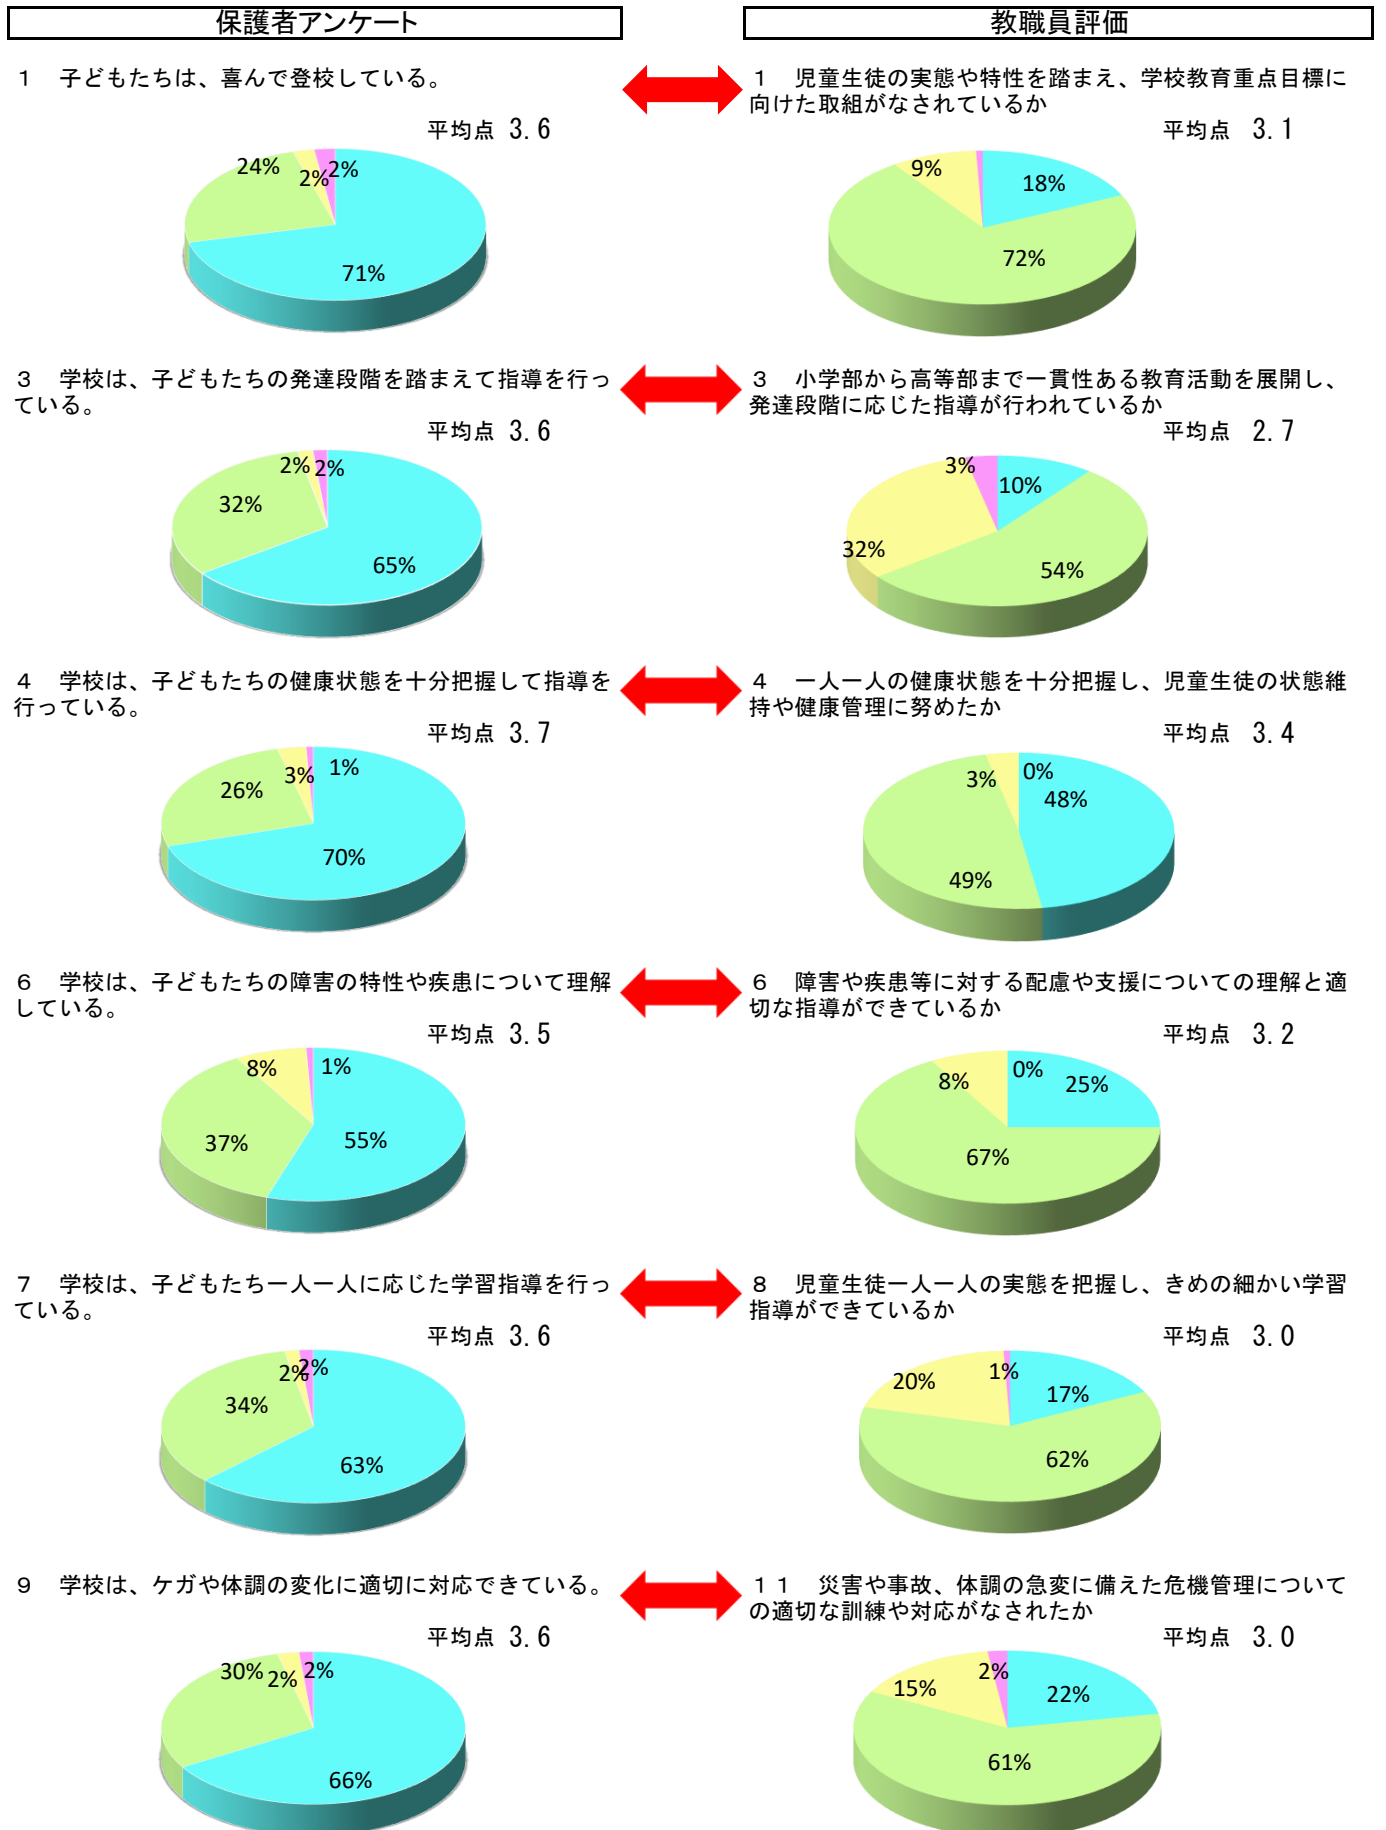 保護者アンケート
教職員評価
１　子どもたちは、喜んで登校している。
平均点 3.6
24%
2%
2%
71%
１　児童生徒の実態や特性を踏まえ、学校教育重点目標に
向けた取組がなされているか
平均点 3.1
9%
18%
72%
３　学校は、子どもたちの発達段階を踏まえて指導を行っ
ている。
平均点 3.6
2%
2%
32%
65%
３　小学部から高等部まで一貫性ある教育活動を展開し、
発達段階に応じた指導が行われているか
平均点 2.7
3%
10%
32%
54%
４　学校は、子どもたちの健康状態を十分把握して指導を
行っている。
平均点 3.7
1%
3%
26%
70%
４　一人一人の健康状態を十分把握し、児童生徒の状態維
持や健康管理に努めたか
平均点 3.4
0%
3%
48%
49%
６　学校は、子どもたちの障害の特性や疾患について理解
している。
平均点 3.5
8%
1%
37%
55%
６　障害や疾患等に対する配慮や支援についての理解と適
切な指導ができているか
平均点 3.2
0%
8%
25%
67%
７　学校は、子どもたち一人一人に応じた学習指導を行っ
ている。
平均点 3.6
2%
2%
34%
63%
８　児童生徒一人一人の実態を把握し、きめの細かい学習
指導ができているか
平均点 3.0
1%
20%
17%
62%
９　学校は、ケガや体調の変化に適切に対応できている。
平均点 3.6
30%
2%
2%
66%
１１　災害や事故、体調の急変に備えた危機管理について
の適切な訓練や対応がなされたか
平均点 3.0
2%
15%
22%
61%